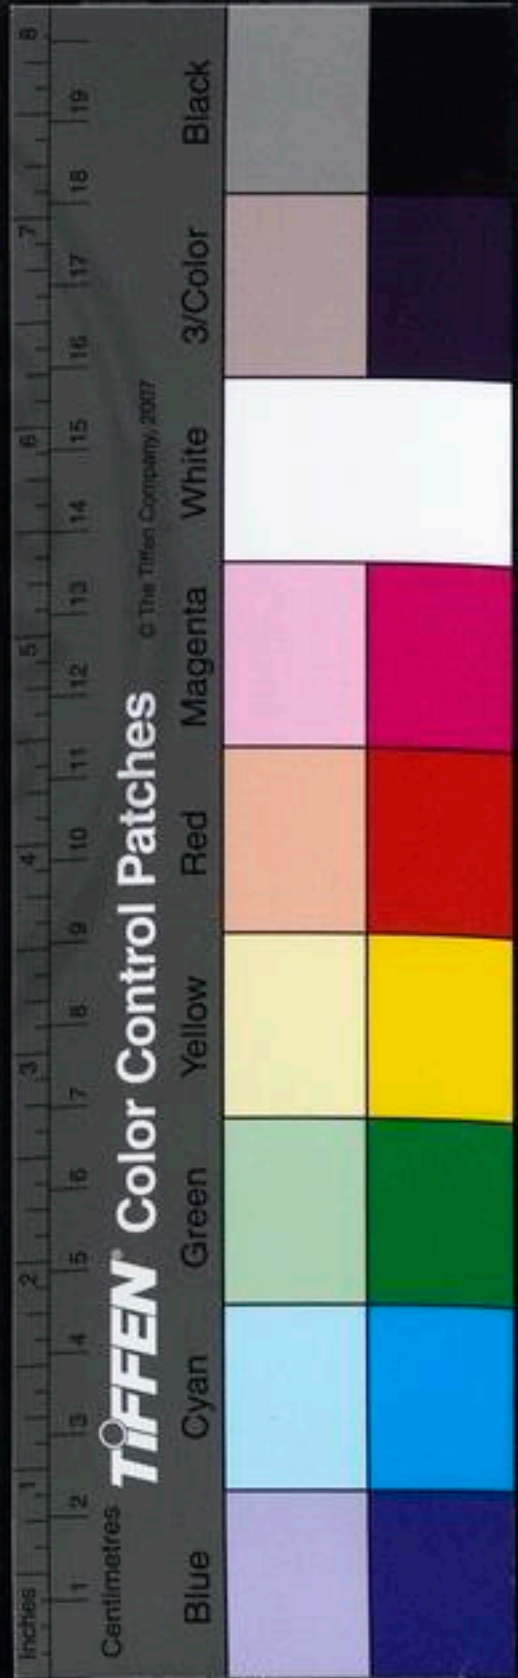 Inches 1 2 3 4 5 6 7 8
1 2 3 4 5 6 7 8 9 10 11 12 13 14 15 16 17 18 19
Centimetres
TIFFEN® Color Control Patches
© The Tiffen Company, 2007
Blue Cyan Green Yellow Red Magenta White 3/Color Black